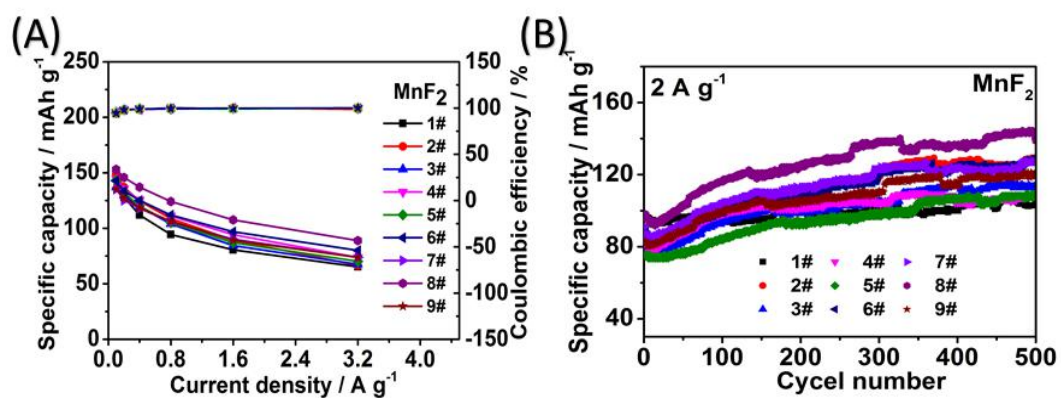 (A)
250
200
150
100
50
0
Specific capacity / mAh g-1
0.0 0.8 1.6 2.4 3.2 4.0
Current density / A g-1
150
100
50
0
-50
-100
-150
Coulombic efficiency / %
MnF2
1#
2#
3#
4#
5#
6#
7#
8#
9#
(B)
160
120
80
40
Specific capacity / mAh g-1
2 A g-1
MnF2
1# 4# 7#
2# 5# 8#
3# 6# 9#
0 100 200 300 400 500
Cycel number